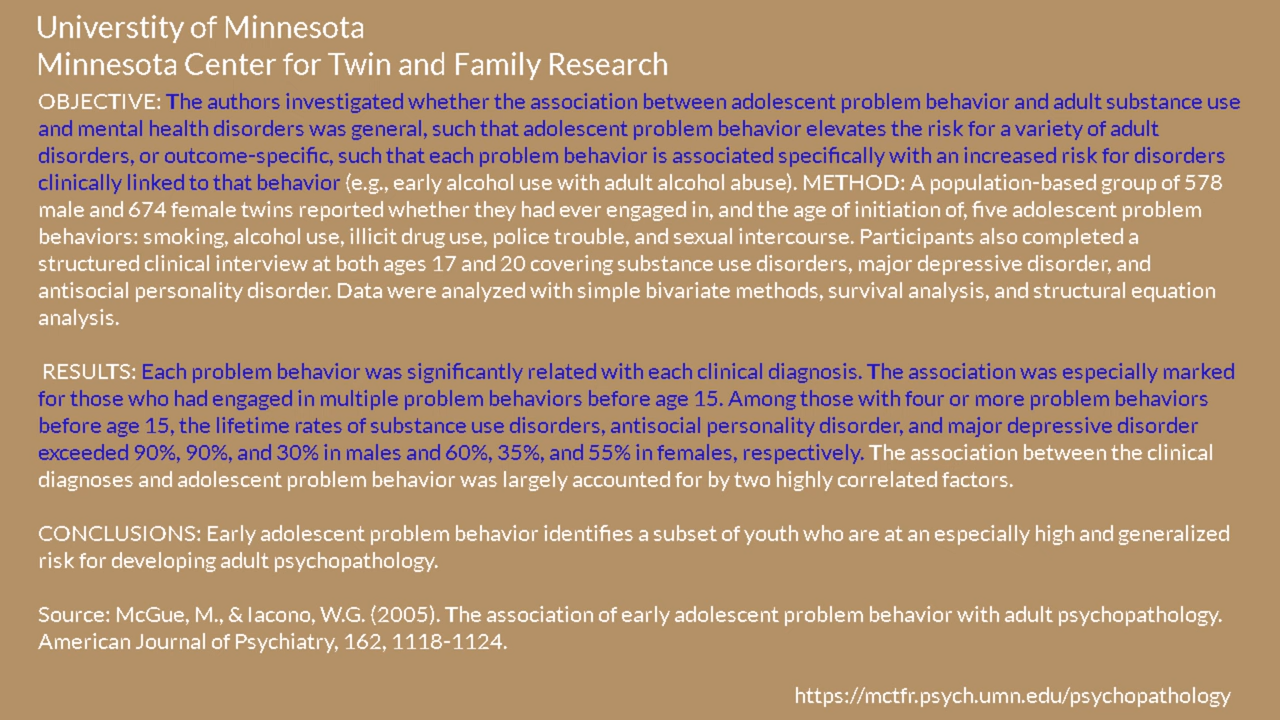 Universtity of Minnesota
Minnesota Center for Twin and Family Research
OBJECTIVE: The authors investigated whether the association between adolescent problem behavior and adult substance use
and mental health disorders was general, such that adolescent problem behavior elevates the risk for a variety of adult
disorders, or outcome-specific, such that each problem behavior is associated specifically with an increased risk for disorders
clinically linked to that behavior (e.g., early alcohol use with adult alcohol abuse). METHOD: A population-based group of 578
male and 674 female twins reported whether they had ever engaged in, and the age of initiation of, five adolescent problem
behaviors: smoking, alcohol use, illicit drug use, police trouble, and sexual intercourse. Participants also completed a
structured clinical interview at both ages 17 and 20 covering substance use disorders, major depressive disorder, and
antisocial personality disorder. Data were analyzed with simple bivariate methods, survival analysis, and structural equation
analysis.
RESULTS: Each problem behavior was significantly related with each clinical diagnosis. The association was especially marked
for those who had engaged in multiple problem behaviors before age 15. Among those with four or more problem behaviors
before age 15, the lifetime rates of substance use disorders, antisocial personality disorder, and major depressive disorder
exceeded 90%, 90%, and 30% in males and 60%, 35%, and 55% in females, respectively. The association between the clinical
diagnoses and adolescent problem behavior was largely accounted for by two highly correlated factors.
CONCLUSIONS: Early adolescent problem behavior identifies a subset of youth who are at an especially high and generalized
risk for developing adult psychopathology.
Source: McGue, M., & Iacono, W.G. (2005). The association of early adolescent problem behavior with adult psychopathology.
American Journal of Psychiatry, 162, 1118-1124.
https://mctfr.psych.umn.edu/psychopathology